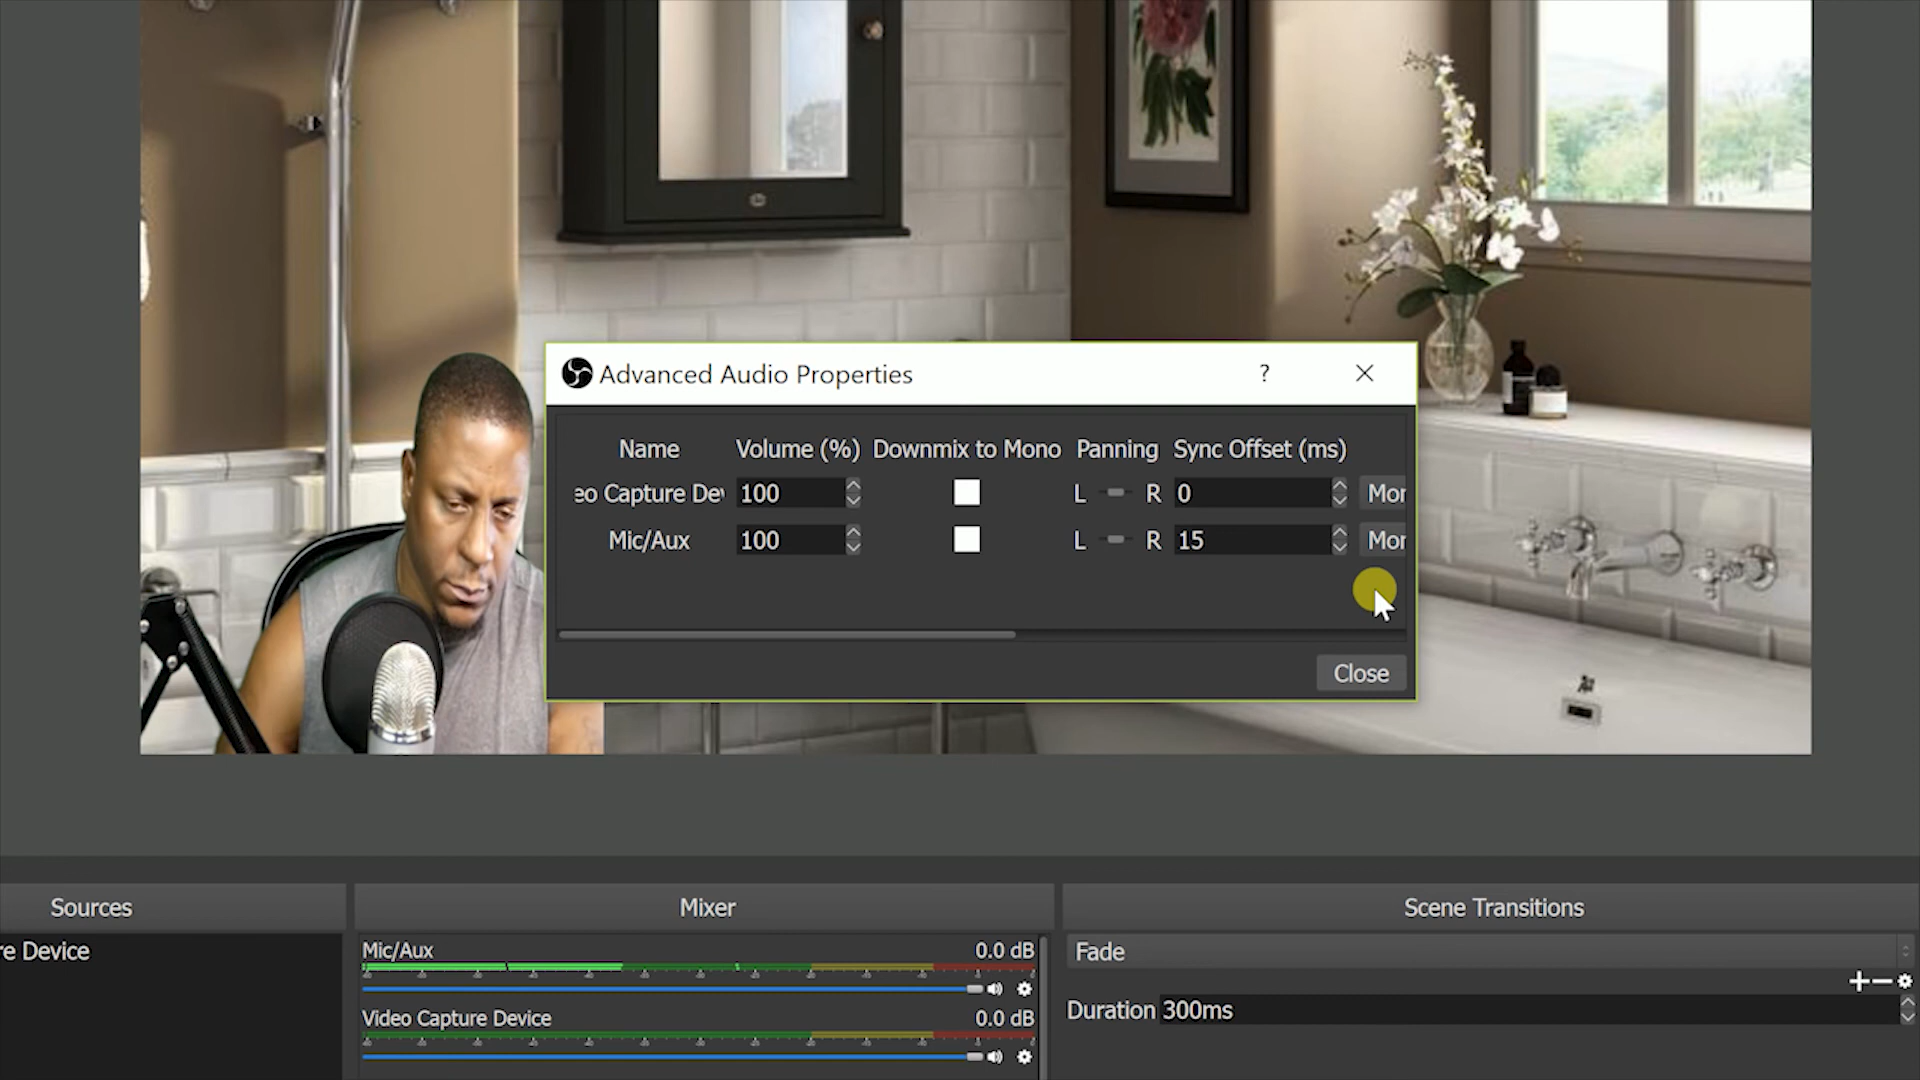 Advanced Audio Properties ?
Name Volume (%) Downmix to Mono Panning Sync Offset (ms)
eo Capture Dev 100 L R 0 Mor
Mic/Aux 100 L R 15 Mor
Close
Sources Mixer Scene Transitions
re Device
Mic/Aux 0.0 dB
Video Capture Device 0.0 dB
Fade
Duration 300ms